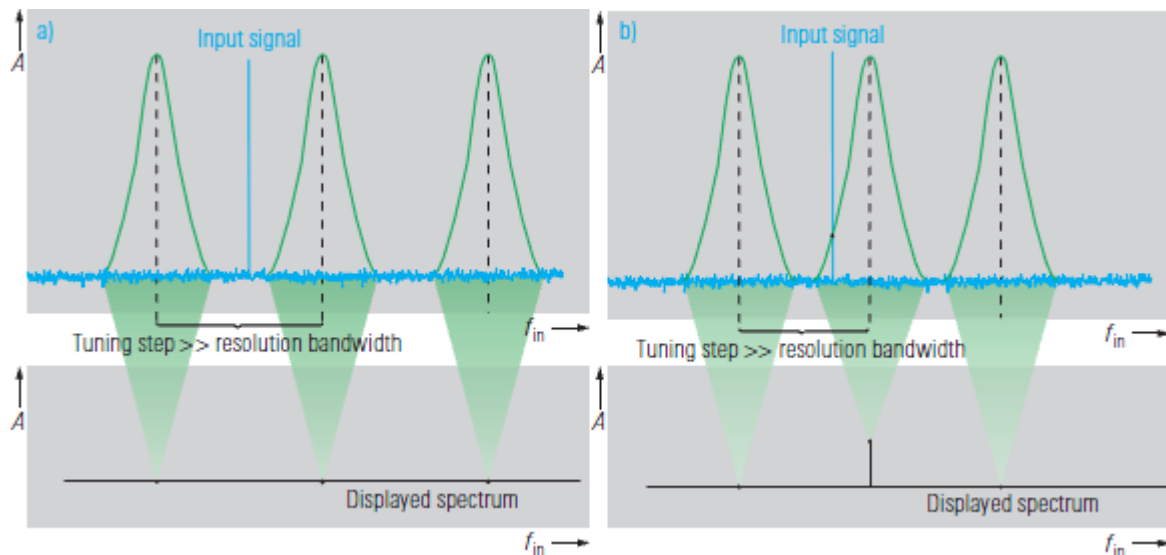 a)
Input signal
A
f_in
Tuning step >> resolution bandwidth
A
Displayed spectrum
f_in
b)
Input signal
A
f_in
Tuning step >> resolution bandwidth
A
Displayed spectrum
f_in